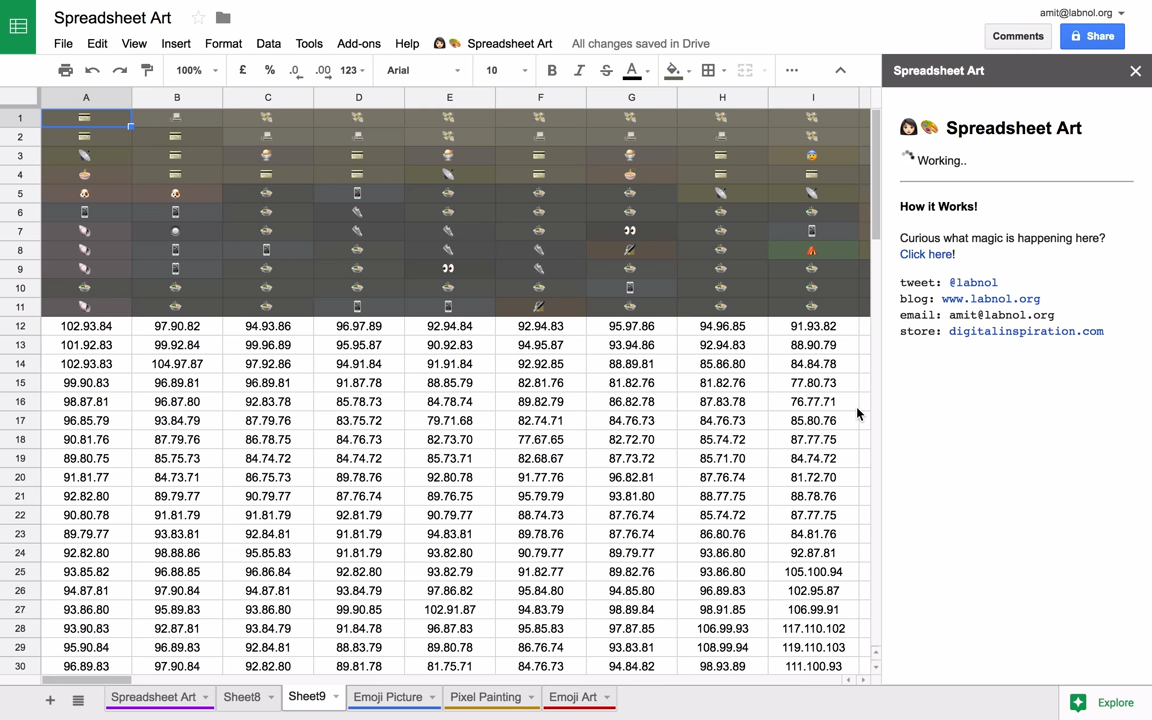 Spreadsheet Art
amit@labnol.org
File Edit View Insert Format Data Tools Add-ons Help Spreadsheet Art All changes saved in Drive
Comments Share
100% £ % .0 .00 123 Arial 10 B I S A
Spreadsheet Art
A B C D E F G H I
1
2
3
4
5
6
7
8
9
10
11
12 102.93.84 97.90.82 94.93.86 96.97.89 92.94.84 92.94.83 95.97.86 94.96.85 91.93.82
13 101.92.83 99.92.84 99.96.89 95.95.87 90.92.83 94.95.87 93.94.86 92.94.83 88.90.79
14 102.93.83 104.97.87 97.92.86 94.91.84 91.91.84 92.92.85 88.89.81 85.86.80 84.84.78
15 99.90.83 96.89.81 96.89.81 91.87.78 88.85.79 82.81.76 81.82.76 81.82.76 77.80.73
16 98.87.81 96.87.80 92.83.78 85.78.73 84.78.74 89.82.79 86.82.78 87.83.78 76.77.71
17 96.85.79 93.84.79 87.79.76 83.75.72 79.71.68 82.74.71 84.76.73 84.76.73 85.80.76
18 90.81.76 87.79.76 86.78.75 84.76.73 82.73.70 77.67.65 82.72.70 85.74.72 87.77.75
19 89.80.75 85.75.73 84.74.72 84.74.72 85.73.71 82.68.67 87.73.72 85.71.70 84.74.72
20 91.81.77 84.73.71 86.75.73 89.78.76 92.80.78 91.77.76 96.82.81 87.76.74 81.72.70
21 92.82.80 89.79.77 90.79.77 87.76.74 89.76.75 95.79.79 93.81.80 88.77.75 88.78.76
22 90.80.78 91.81.79 91.81.79 92.81.79 90.79.77 88.74.73 87.76.74 85.74.72 87.77.75
23 89.79.77 93.83.81 92.84.81 91.81.79 94.83.81 89.78.76 87.76.74 86.80.76 84.81.76
24 92.82.80 98.88.86 95.85.83 91.81.79 93.82.80 90.79.77 89.79.77 93.86.80 92.87.81
25 93.85.82 96.88.85 96.86.84 92.82.80 93.82.79 91.82.77 89.82.76 93.86.80 105.100.94
26 94.87.81 97.90.84 94.87.81 93.84.79 97.86.82 95.84.80 94.85.80 96.89.83 102.95.87
27 93.86.80 95.89.83 93.86.80 99.90.85 102.91.87 94.83.79 98.89.84 98.91.85 106.99.91
28 93.90.83 92.87.81 93.84.79 91.84.78 96.87.83 95.85.83 97.87.85 106.99.93 117.110.102
29 95.90.84 96.89.83 92.84.81 88.83.79 89.80.78 86.76.74 93.83.81 108.99.94 119.110.103
30 96.89.83 97.90.84 92.82.80 89.81.78 81.75.71 84.76.73 94.84.82 98.93.89 111.100.93
Spreadsheet Art
Working..
How it Works!
Curious what magic is happening here?
Click here!
tweet: @labnol
blog: www.labnol.org
email: amit@labnol.org
store: digitalinspiration.com
Spreadsheet Art Sheet8 Sheet9 Emoji Picture Pixel Painting Emoji Art Explore